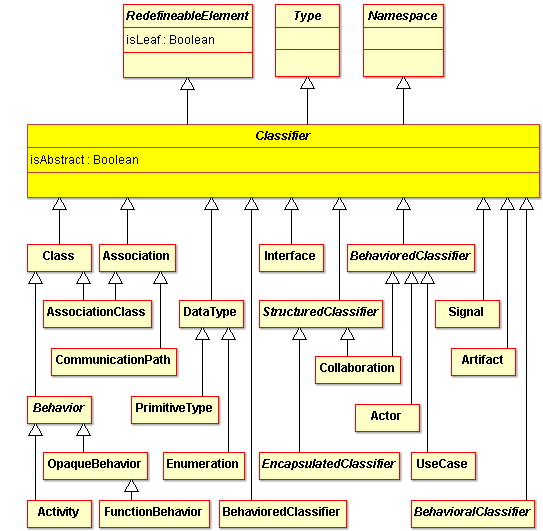 RedefineableElement
isLeaf : Boolean
Type
Namespace
Classifier
isAbstract : Boolean
Class
Association
Interface
BehavioredClassifier
AssociationClass
DataType
StructuredClassifier
Signal
CommunicationPath
Collaboration
Artifact
Behavior
PrimitiveType
Actor
OpaqueBehavior
Enumeration
EncapsulatedClassifier
UseCase
Activity
FunctionBehavior
BehavioredClassifier
BehavioralClassifier